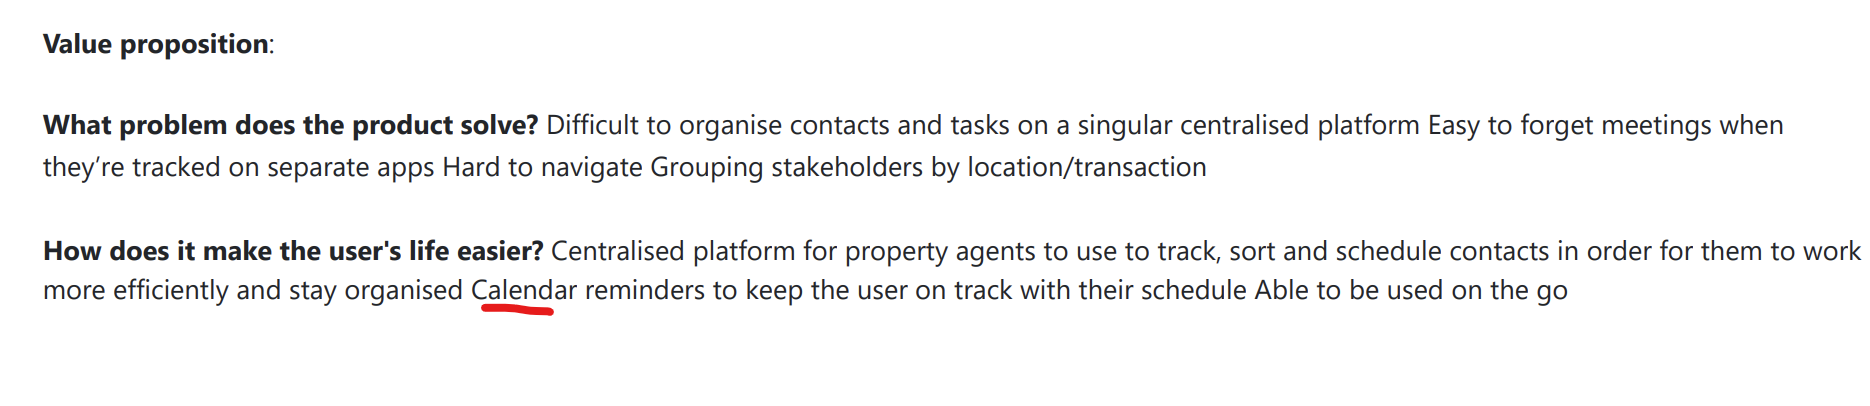 Value proposition:
What problem does the product solve? Difficult to organise contacts and tasks on a singular centralised platform Easy to forget meetings when
they’re tracked on separate apps Hard to navigate Grouping stakeholders by location/transaction
How does it make the user's life easier? Centralised platform for property agents to use to track, sort and schedule contacts in order for them to work
more efficiently and stay organised Calendar reminders to keep the user on track with their schedule Able to be used on the go